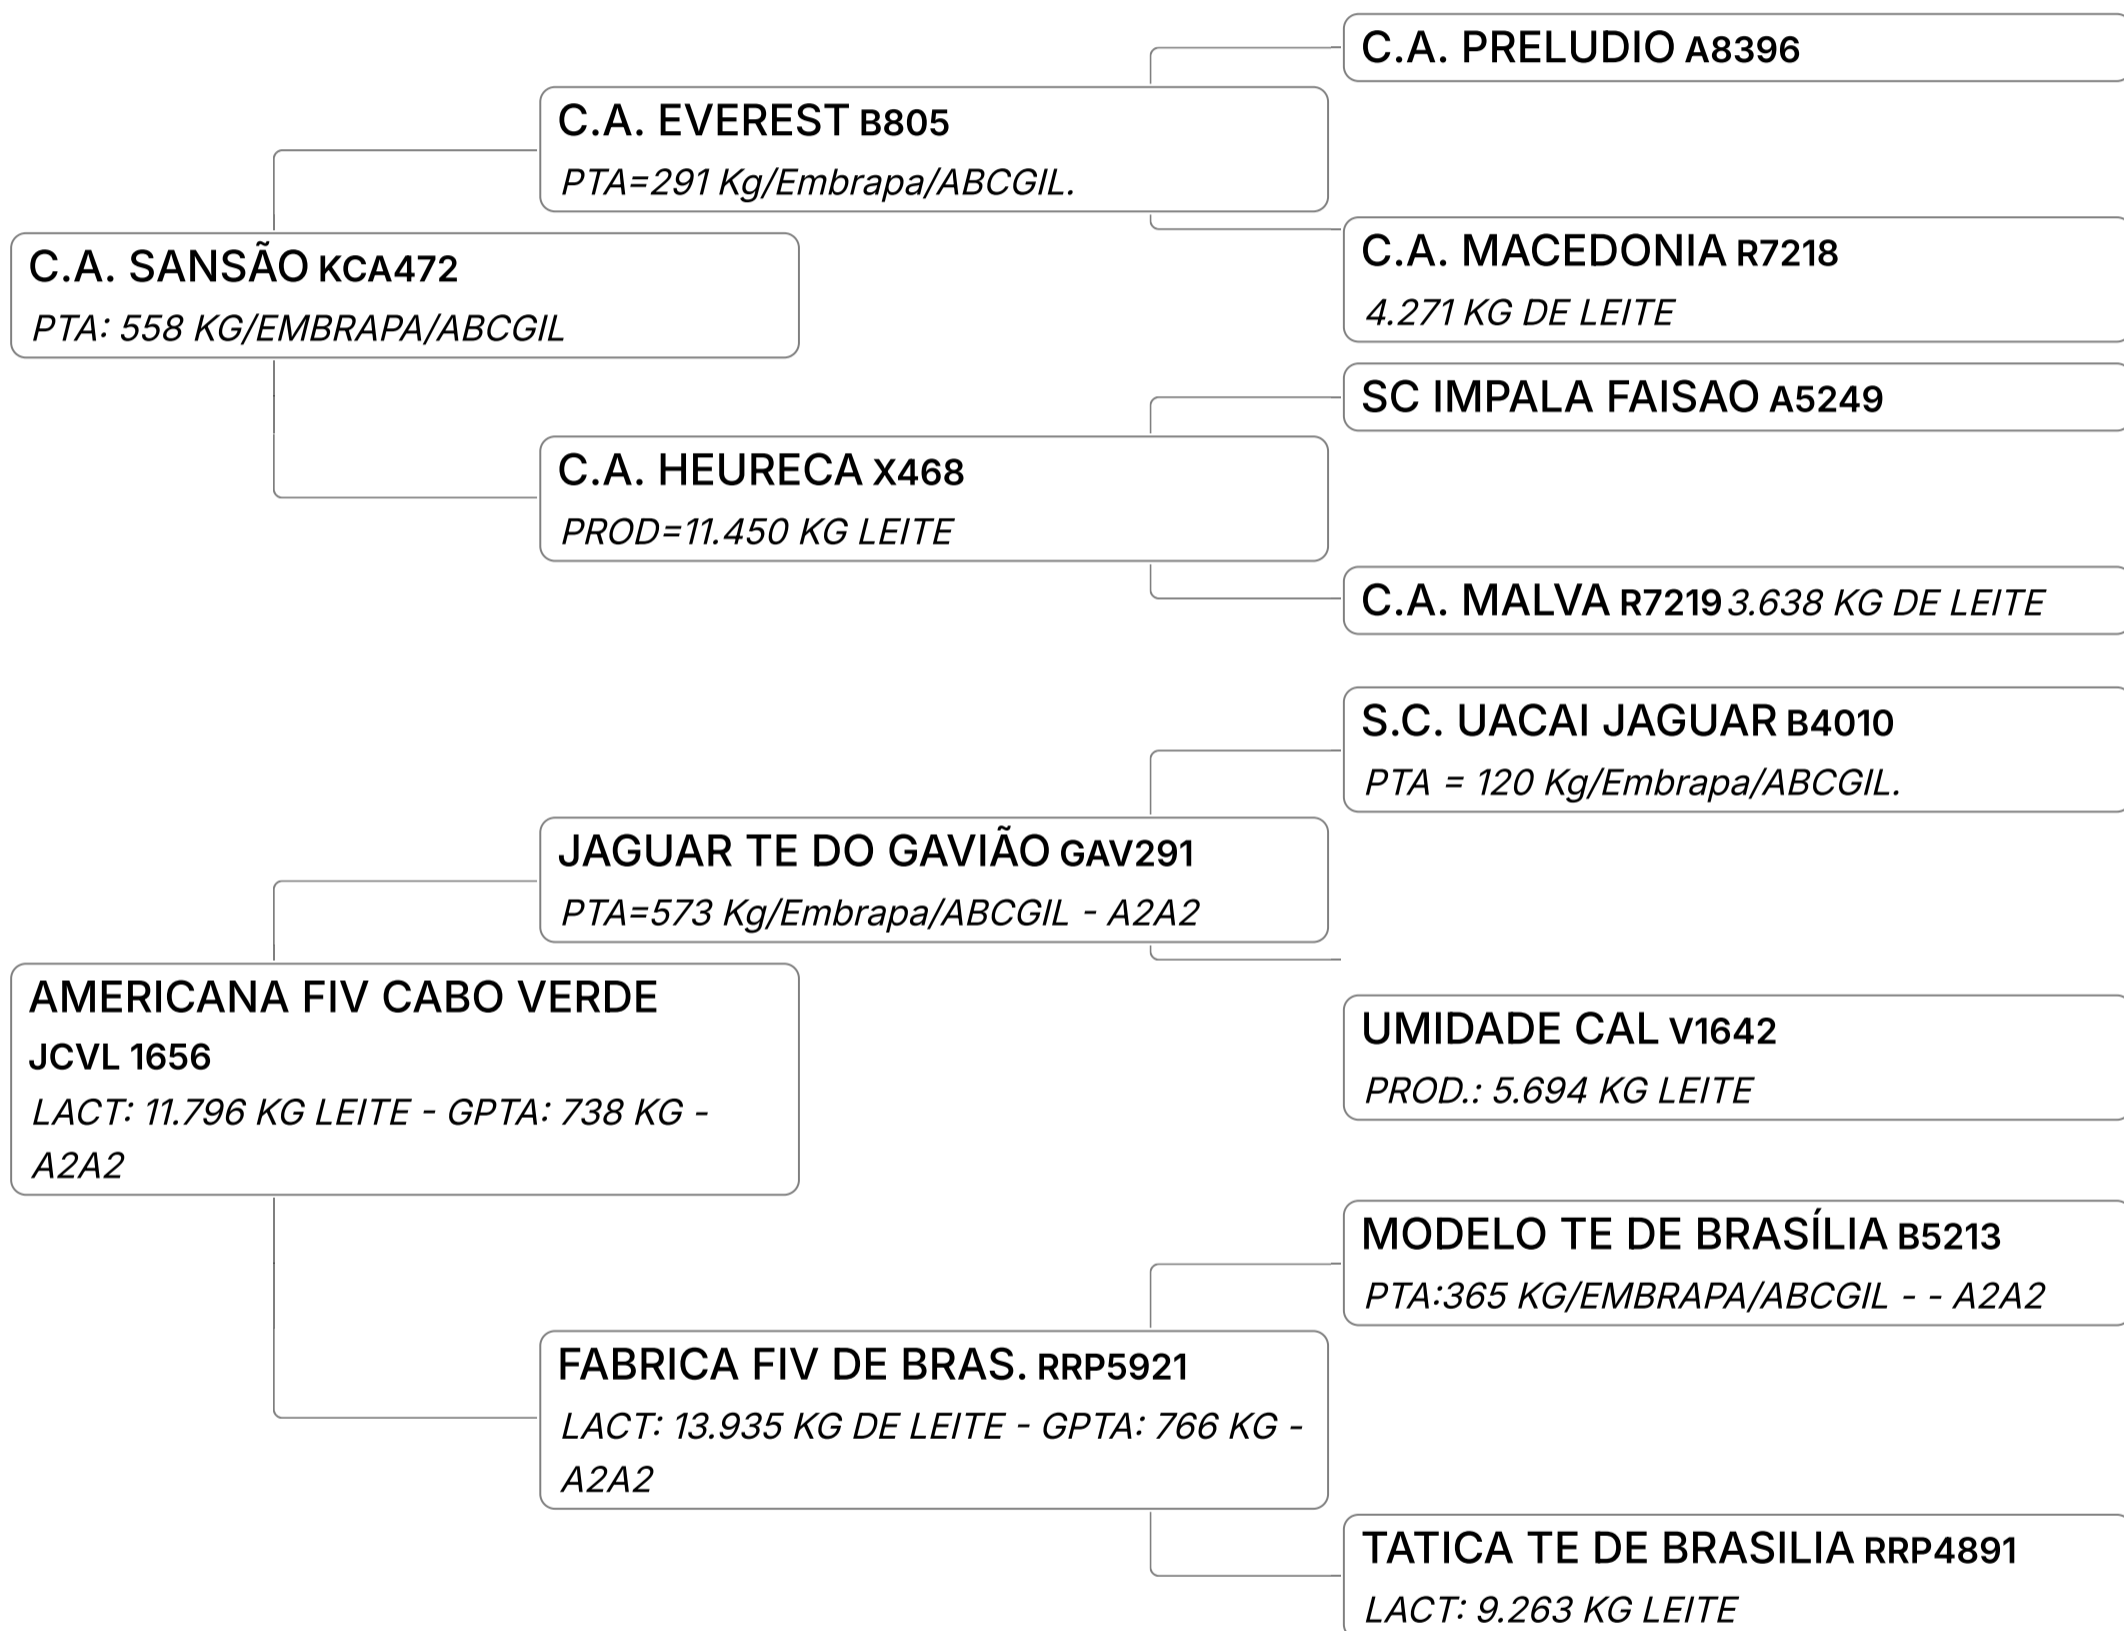 C.A. PRELUDIO A8396
C.A. EVEREST B805
PTA=291 Kg/Embrapa/ABCGIL.
C.A. MACEDONIA R7218
4.271 KG DE LEITE
C.A. SANSÃO KCA472
PTA: 558 KG/EMBRAPA/ABCGIL
SC IMPALA FAISAO A5249
C.A. HEURECA X468
PROD=11.450 KG LEITE
C.A. MALVA R7219 3.638 KG DE LEITE
S.C. UACAI JAGUAR B4010
PTA = 120 Kg/Embrapa/ABCGIL.
JAGUAR TE DO GAVIÃO GAV291
PTA=573 Kg/Embrapa/ABCGIL - A2A2
UMIDADE CAL V1642
PROD.: 5.694 KG LEITE
AMERICANA FIV CABO VERDE
JCVL 1656
LACT: 11.796 KG LEITE - GPTA: 738 KG -
A2A2
MODELO TE DE BRASÍLIA B5213
PTA:365 KG/EMBRAPA/ABCGIL - - A2A2
FABRICA FIV DE BRAS. RRP5921
LACT: 13.935 KG DE LEITE - GPTA: 766 KG -
A2A2
TATICA TE DE BRASILIA RRP4891
LACT: 9.263 KG LEITE